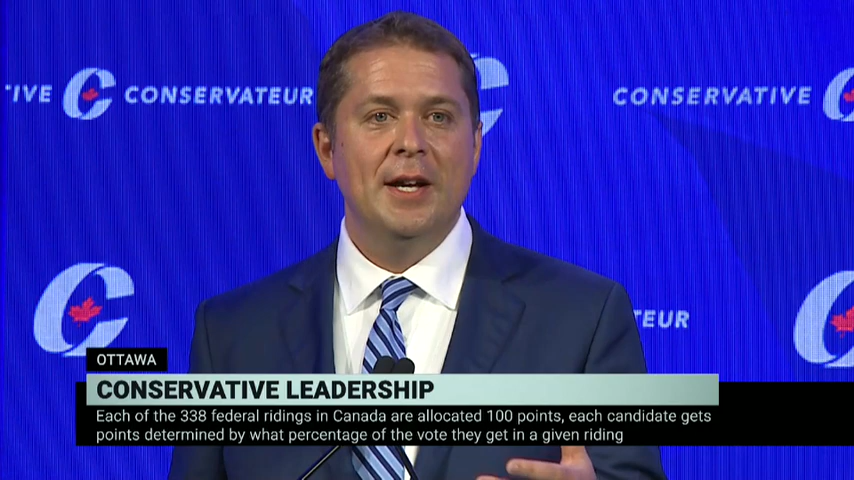 TIVE CONSERVATEUR
CONSERVATIVE
TEUR
OTTAWA
CONSERVATIVE LEADERSHIP
Each of the 338 federal ridings in Canada are allocated 100 points, each candidate gets
points determined by what percentage of the vote they get in a given riding